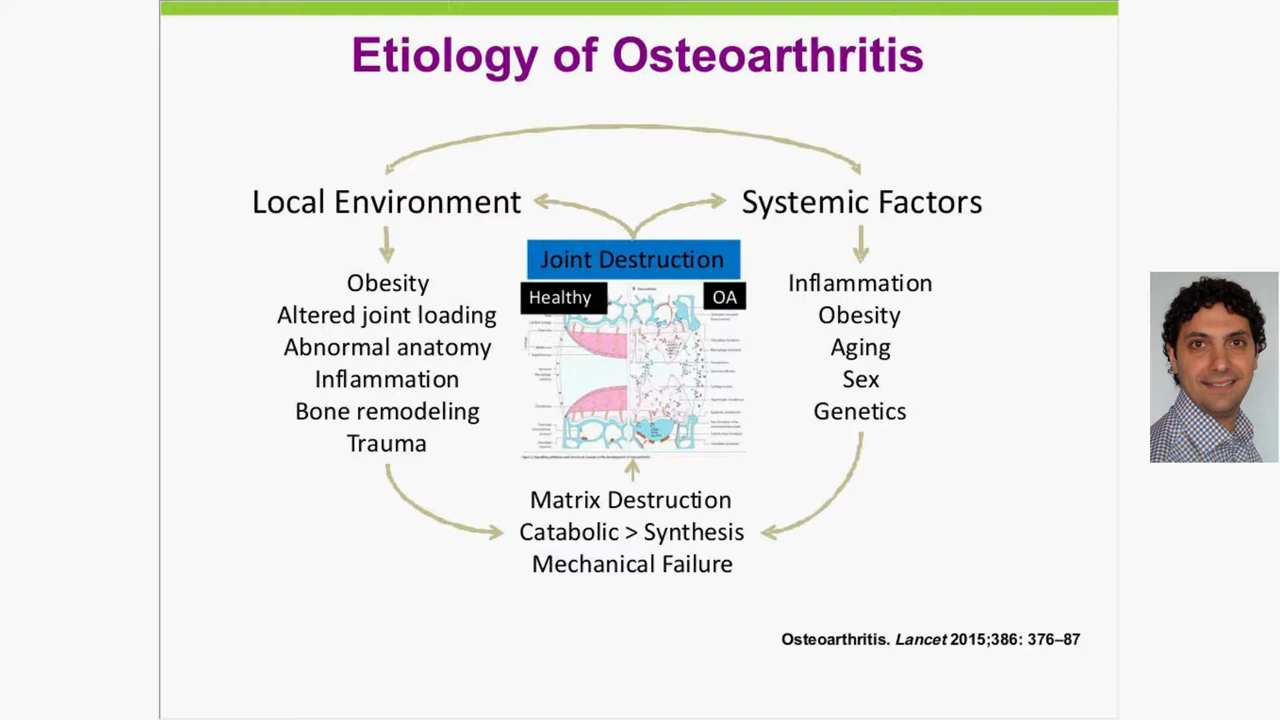 Etiology of Osteoarthritis
Local Environment
Systemic Factors
Joint Destruction
Healthy
OA
Obesity
Altered joint loading
Abnormal anatomy
Inflammation
Bone remodeling
Trauma
Inflammation
Obesity
Aging
Sex
Genetics
Matrix Destruction
Catabolic > Synthesis
Mechanical Failure
Osteoarthritis. Lancet 2015;386: 376–87